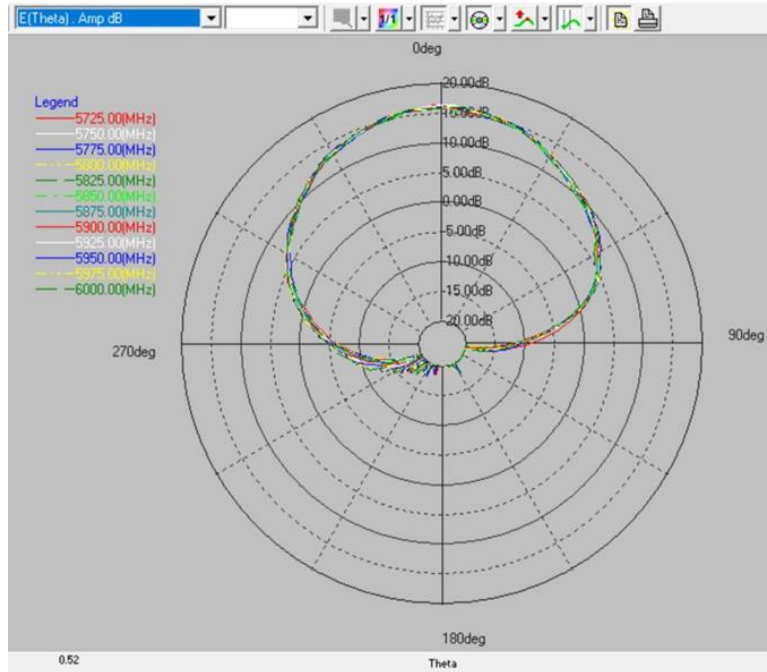 E(Theta) . Amp dB
1/1
0deg
Legend
5725.00(MHz)
5750.00(MHz)
5775.00(MHz)
5800.00(MHz)
5825.00(MHz)
5850.00(MHz)
5875.00(MHz)
5900.00(MHz)
5925.00(MHz)
5950.00(MHz)
5975.00(MHz)
6000.00(MHz)
20.00dB
15.00dB
10.00dB
5.00dB
0.00dB
-5.00dB
-10.00dB
-15.00dB
-20.00dB
90deg
270deg
180deg
0.52
Theta